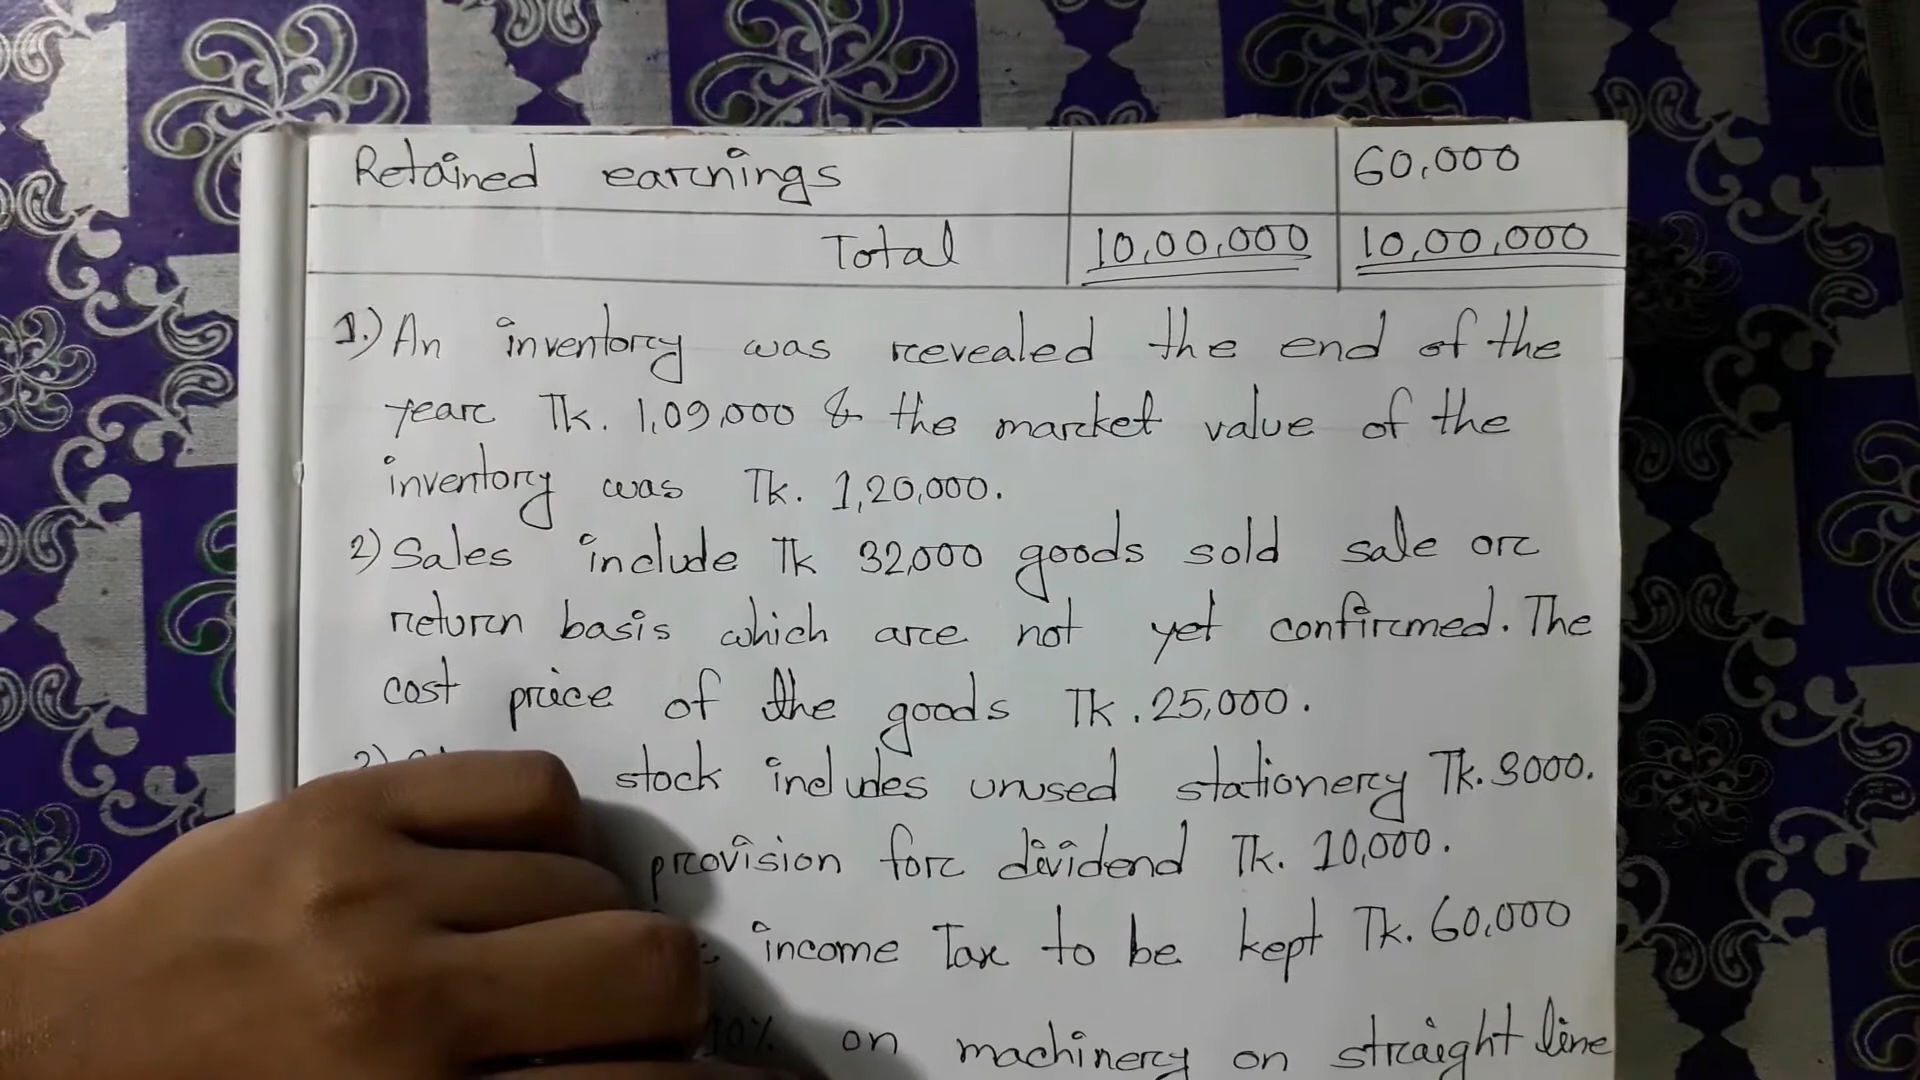 Retained earnings 60,000
Total 10,00,000 10,00,000
1.) An inventory was revealed the end of the
year Tk. 1,09,000 & the market value of the
inventory was Tk. 1,20,000.
2) Sales include Tk 32,000 goods sold sale or
return basis which are not yet confirmed. The
cost price of the goods Tk. 25,000.
stock includes unused stationery Tk. 3000.
provision for dividend Tk. 10,000.
income Tax to be kept Tk. 60,000
10% on machinery on straight line